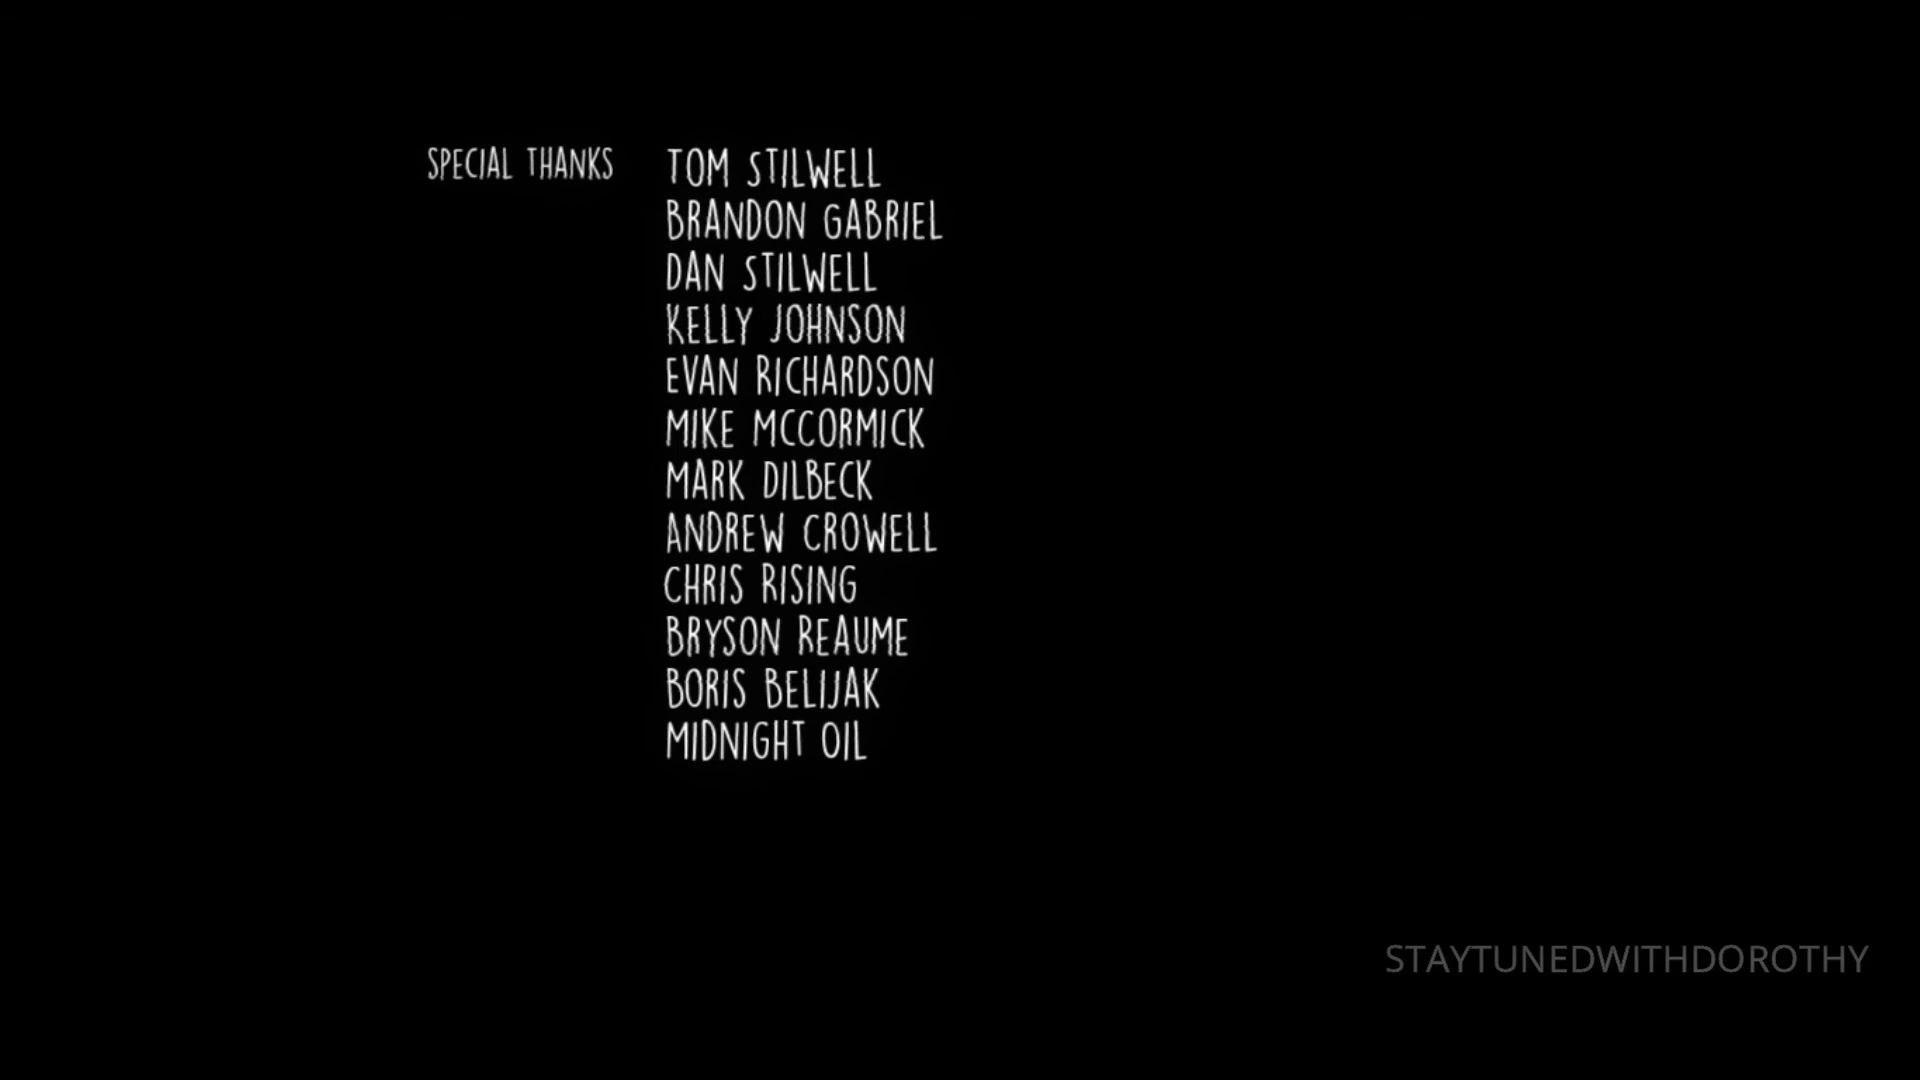 SPECIAL THANKS TOM STILWELL
BRANDON GABRIEL
DAN STILWELL
KELLY JOHNSON
EVAN RICHARDSON
MIKE MCCORMICK
MARK DILBECK
ANDREW CROWELL
CHRIS RISING
BRYSON REAUME
BORIS BELIJAK
MIDNIGHT OIL
STAYTUNEDWITHDOROTHY